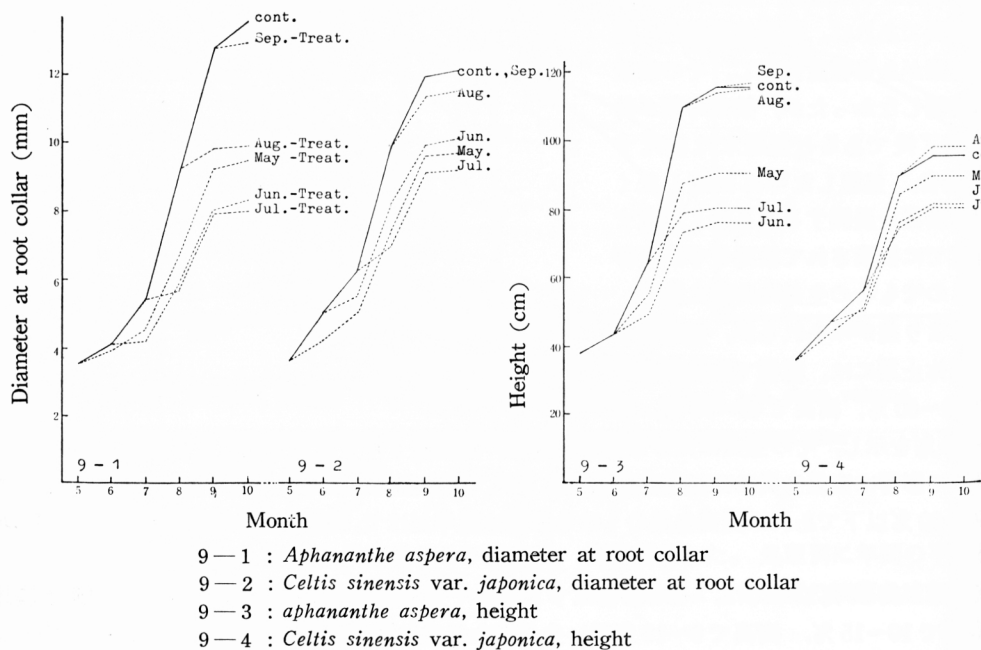 Diameter at root collar (mm)
12
10
8
6
4
2
cont.
Sep.-Treat.
Aug.-Treat.
May -Treat.
Jun.-Treat.
Jul.-Treat.
9 - 1
5 6 7 8 9 10
cont.,Sep.
Aug.
Jun.
May.
Jul.
9 - 2
5 6 7 8 9 10
Month
Height (cm)
120
100
80
60
40
20
Sep.
cont.
Aug.
May
Jul.
Jun.
9 - 3
5 6 7 8 9 10
A
c
M
J
J
9 - 4
5 6 7 8 9 10
Month
9—1 : Aphananthe aspera, diameter at root collar
9—2 : Celtis sinensis var. japonica, diameter at root collar
9—3 : aphananthe aspera, height
9—4 : Celtis sinensis var. japonica, height